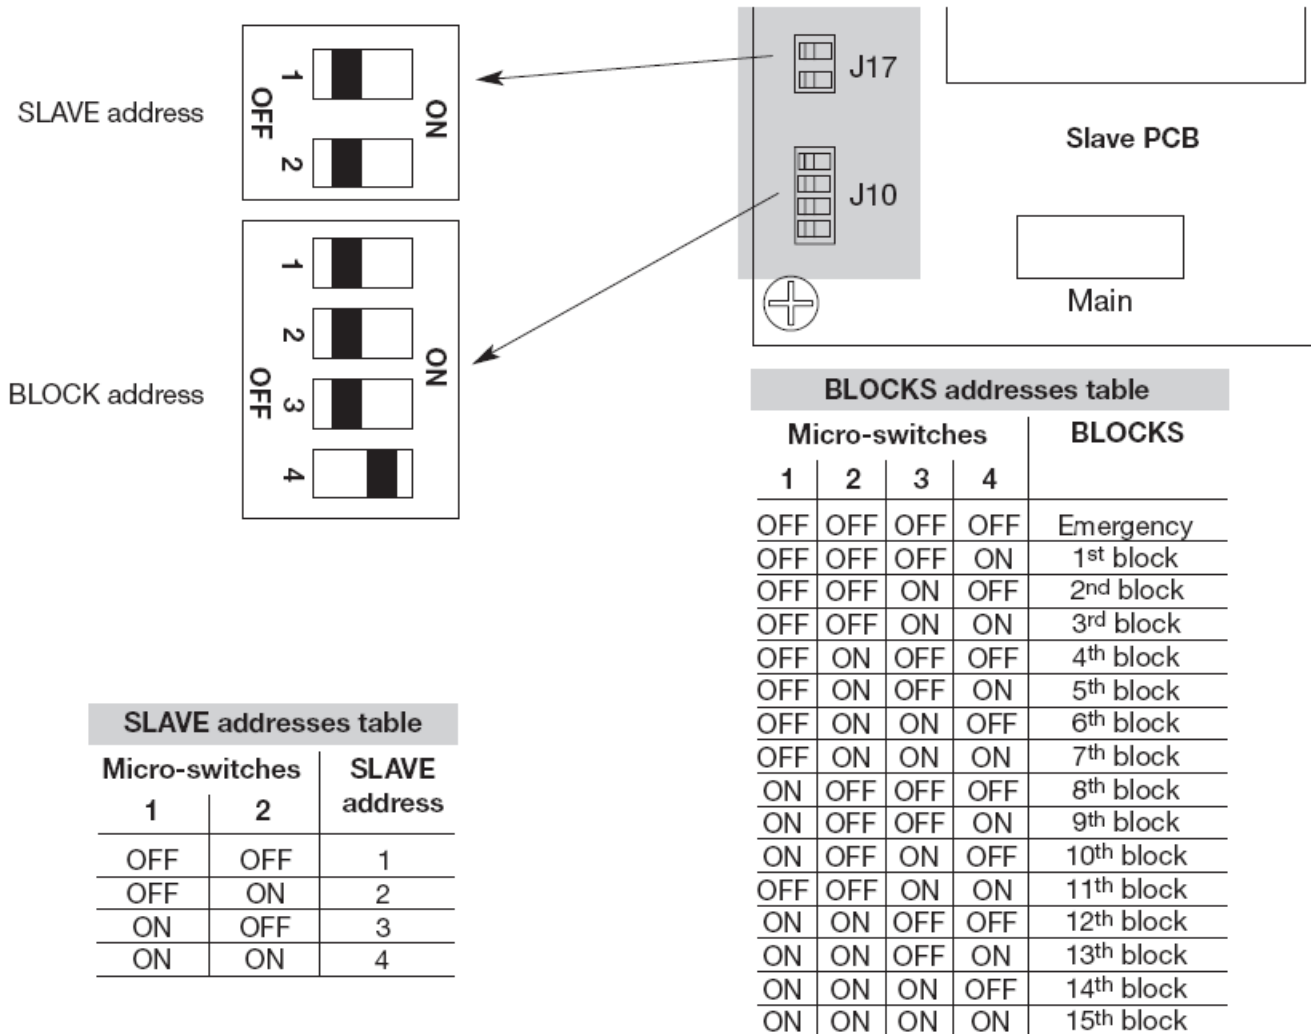 SLAVE address
1
2
OFF
ON
BLOCK address
1
2
3
4
OFF
ON
J17
J10
Slave PCB
Main
BLOCKS addresses table
Micro-switches BLOCKS
1 2 3 4
OFF OFF OFF OFF Emergency
OFF OFF OFF ON 1st block
OFF OFF ON OFF 2nd block
OFF OFF ON ON 3rd block
OFF ON OFF OFF 4th block
OFF ON OFF ON 5th block
OFF ON ON OFF 6th block
OFF ON ON ON 7th block
ON OFF OFF OFF 8th block
ON OFF OFF ON 9th block
ON OFF ON OFF 10th block
OFF OFF ON ON 11th block
ON ON OFF OFF 12th block
ON ON OFF ON 13th block
ON ON ON OFF 14th block
ON ON ON ON 15th block
SLAVE addresses table
Micro-switches SLAVE
address
1 2
OFF OFF 1
OFF ON 2
ON OFF 3
ON ON 4